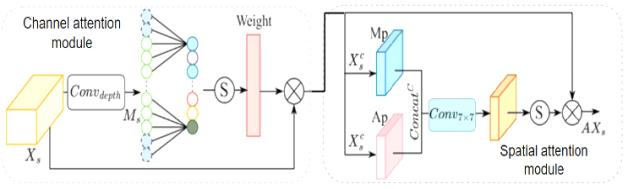 Channel attention
module
Weight
Conv_depth
M_s
S
X_s
X_s^c
Mp
X_s^c
Ap
Concat^C
Conv_7×7
S
AX_s
Spatial attention
module